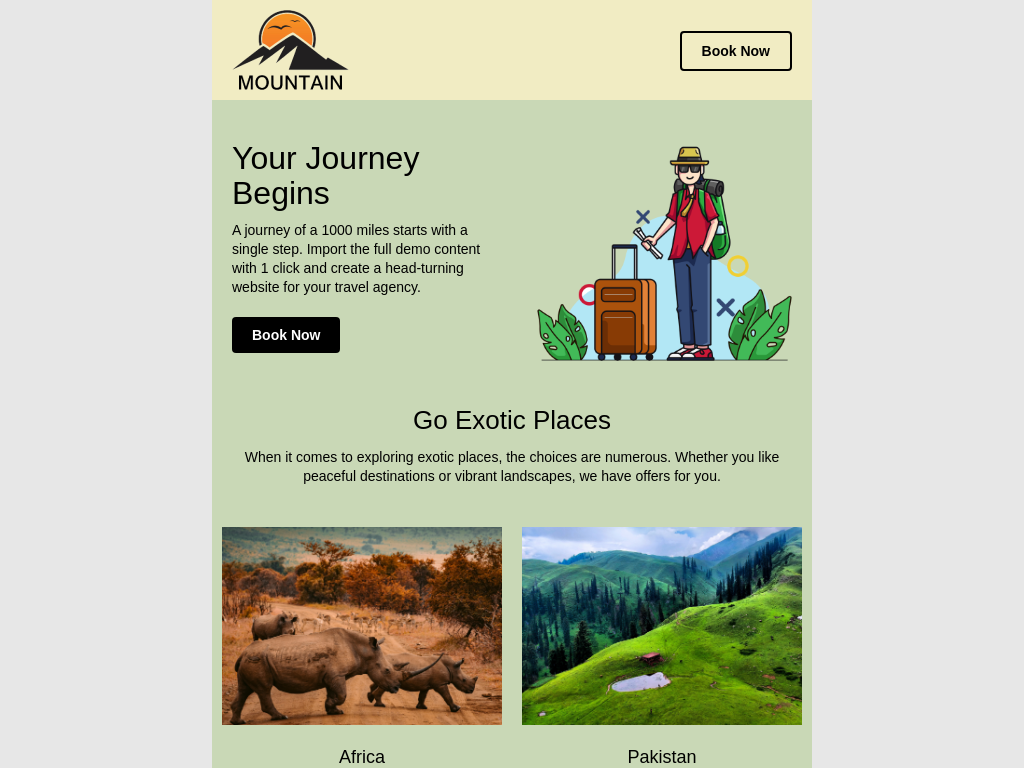 MOUNTAIN
Book Now
Your Journey
Begins
A journey of a 1000 miles starts with a
single step. Import the full demo content
with 1 click and create a head-turning
website for your travel agency.
Book Now
Go Exotic Places
When it comes to exploring exotic places, the choices are numerous. Whether you like
peaceful destinations or vibrant landscapes, we have offers for you.
Africa
Pakistan